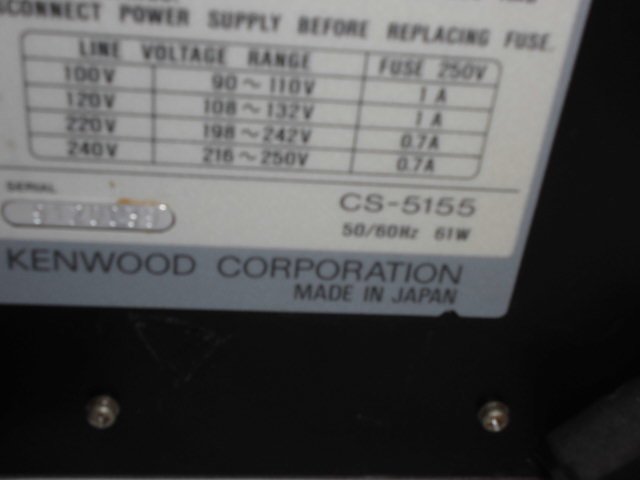 DISCONNECT POWER SUPPLY BEFORE REPLACING FUSE.
LINE VOLTAGE RANGE FUSE 250V
100V 90~110V 1A
120V 108~132V 1A
220V 198~242V 0.7A
240V 216~250V 0.7A
SERIAL
CS-5155
50/60Hz 61W
KENWOOD CORPORATION
MADE IN JAPAN